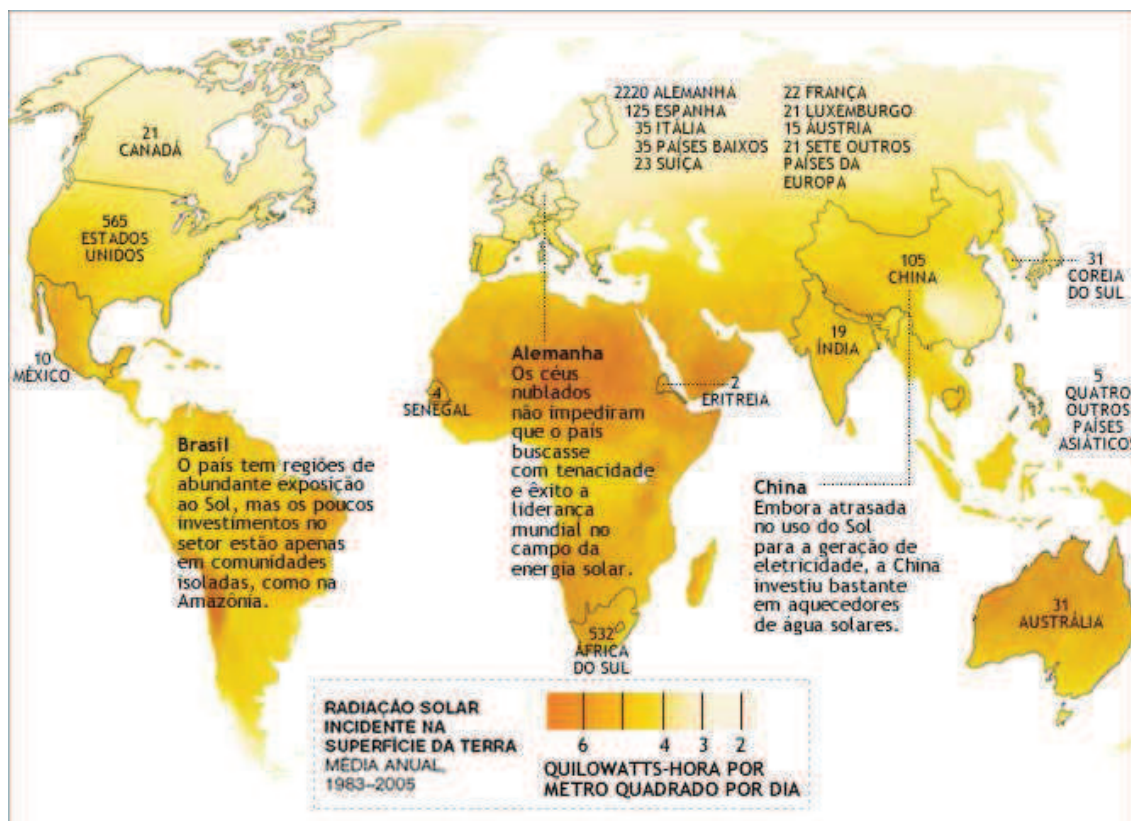 2220 ALEMANHA
125 ESPANHA
35 ITÁLIA
35 PAÍSES BAIXOS
23 SUÍÇA
22 FRANÇA
21 LUXEMBURGO
15 ÁUSTRIA
21 SETE OUTROS
PAÍSES DA
EUROPA
21
CANADÁ
565
ESTADOS
UNIDOS
105
CHINA
31
COREIA
DO SUL
19
ÍNDIA
10
MÉXICO
4
SENEGAL
2
ERITREIA
5
QUATRO
OUTROS
PAÍSES
ASIÁTICOS
Alemanha
Os céus
nublados
não impediram
que o país
buscasse
com tenacidade
e êxito a
liderança
mundial no
campo da
energia solar.
Brasil
O país tem regiões de
abundante exposição
ao Sol, mas os poucos
investimentos no
setor estão apenas
em comunidades
isoladas, como na
Amazônia.
China
Embora atrasada
no uso do Sol
para a geração de
eletricidade, a China
investiu bastante
em aquecedores
de água solares.
31
AUSTRÁLIA
532
ÁFRICA
DO SUL
RADIAÇÃO SOLAR
INCIDENTE NA
SUPERFÍCIE DA TERRA
MÉDIA ANUAL,
1983–2005
6 4 3 2
QUILOWATTS-HORA POR
METRO QUADRADO POR DIA